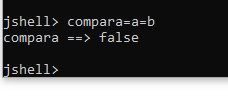 jshell> compara=a=b
compara ==> false
jshell>